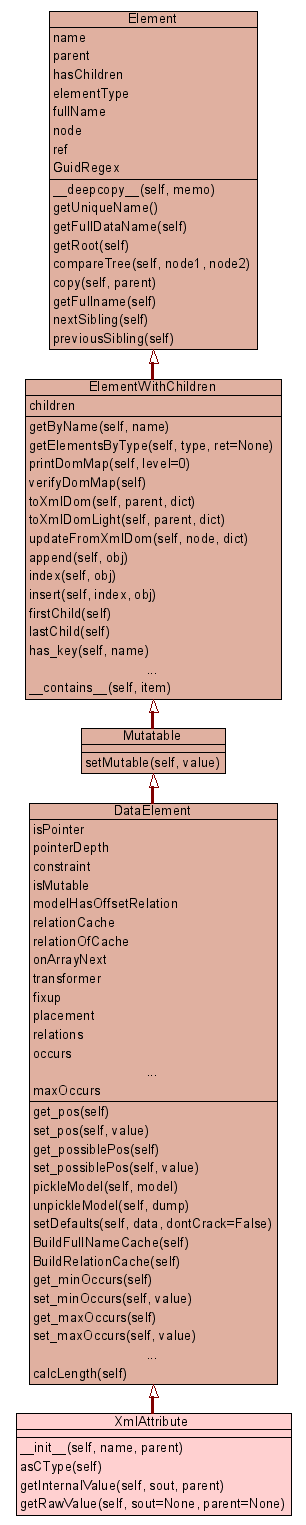 Element
name
parent
hasChildren
elementType
fullName
node
ref
GuidRegex
__deepcopy__(self, memo)
getUniqueName()
getFullDataName(self)
getRoot(self)
compareTree(self, node1, node2)
copy(self, parent)
getFullname(self)
nextSibling(self)
previousSibling(self)
ElementWithChildren
children
getByName(self, name)
getElementsByType(self, type, ret=None)
printDomMap(self, level=0)
verifyDomMap(self)
toXmlDom(self, parent, dict)
toXmlDomLight(self, parent, dict)
updateFromXmlDom(self, node, dict)
append(self, obj)
index(self, obj)
insert(self, index, obj)
firstChild(self)
lastChild(self)
has_key(self, name)
...
__contains__(self, item)
Mutatable
setMutable(self, value)
DataElement
isPointer
pointerDepth
constraint
isMutable
modelHasOffsetRelation
relationCache
relationOfCache
onArrayNext
transformer
fixup
placement
relations
occurs
...
maxOccurs
get_pos(self)
set_pos(self, value)
get_possiblePos(self)
set_possiblePos(self, value)
pickleModel(self, model)
unpickleModel(self, dump)
setDefaults(self, data, dontCrack=False)
BuildFullNameCache(self)
BuildRelationCache(self)
get_minOccurs(self)
set_minOccurs(self, value)
get_maxOccurs(self)
set_maxOccurs(self, value)
...
calcLength(self)
XmlAttribute
__init__(self, name, parent)
asCType(self)
getInternalValue(self, sout, parent)
getRawValue(self, sout=None, parent=None)